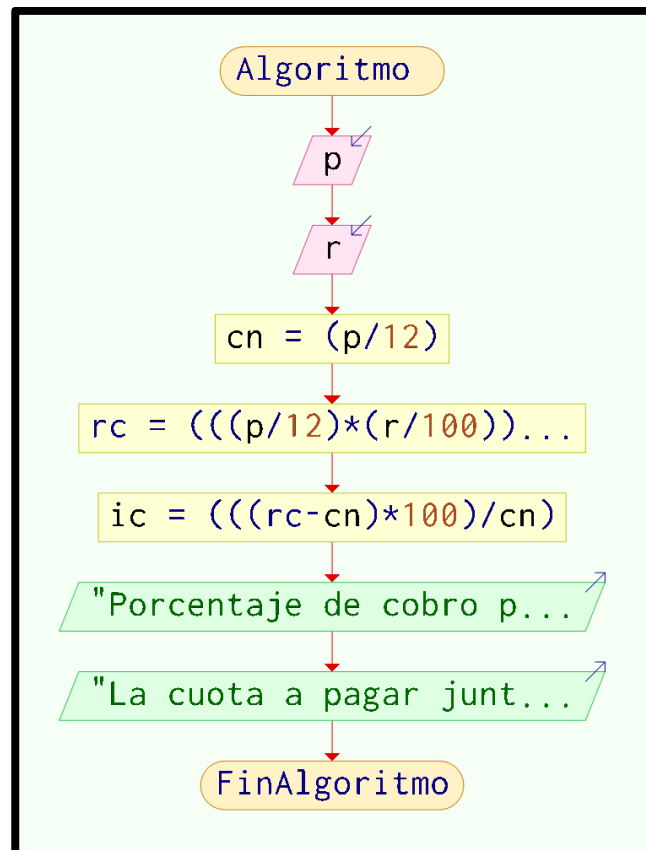 Algoritmo
p
r
cn = (p/12)
rc = (((p/12)*(r/100))...
ic = (((rc-cn)*100)/cn)
"Porcentaje de cobro p...
"La cuota a pagar junt...
FinAlgoritmo